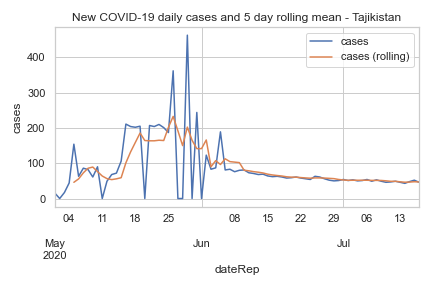 New COVID-19 daily cases and 5 day rolling mean - Tajikistan
cases
cases (rolling)
cases
400
300
200
100
0
04 11 18 25 08 15 22 29 06 13
May Jun Jul
2020
dateRep